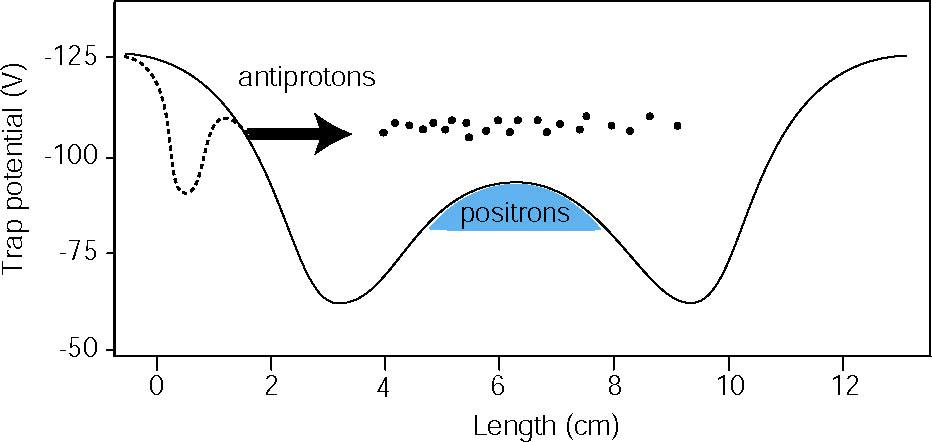 Trap potential (V)
-125
-100
-75
-50
antiprotons
positrons
0 2 4 6 8 10 12
Length (cm)